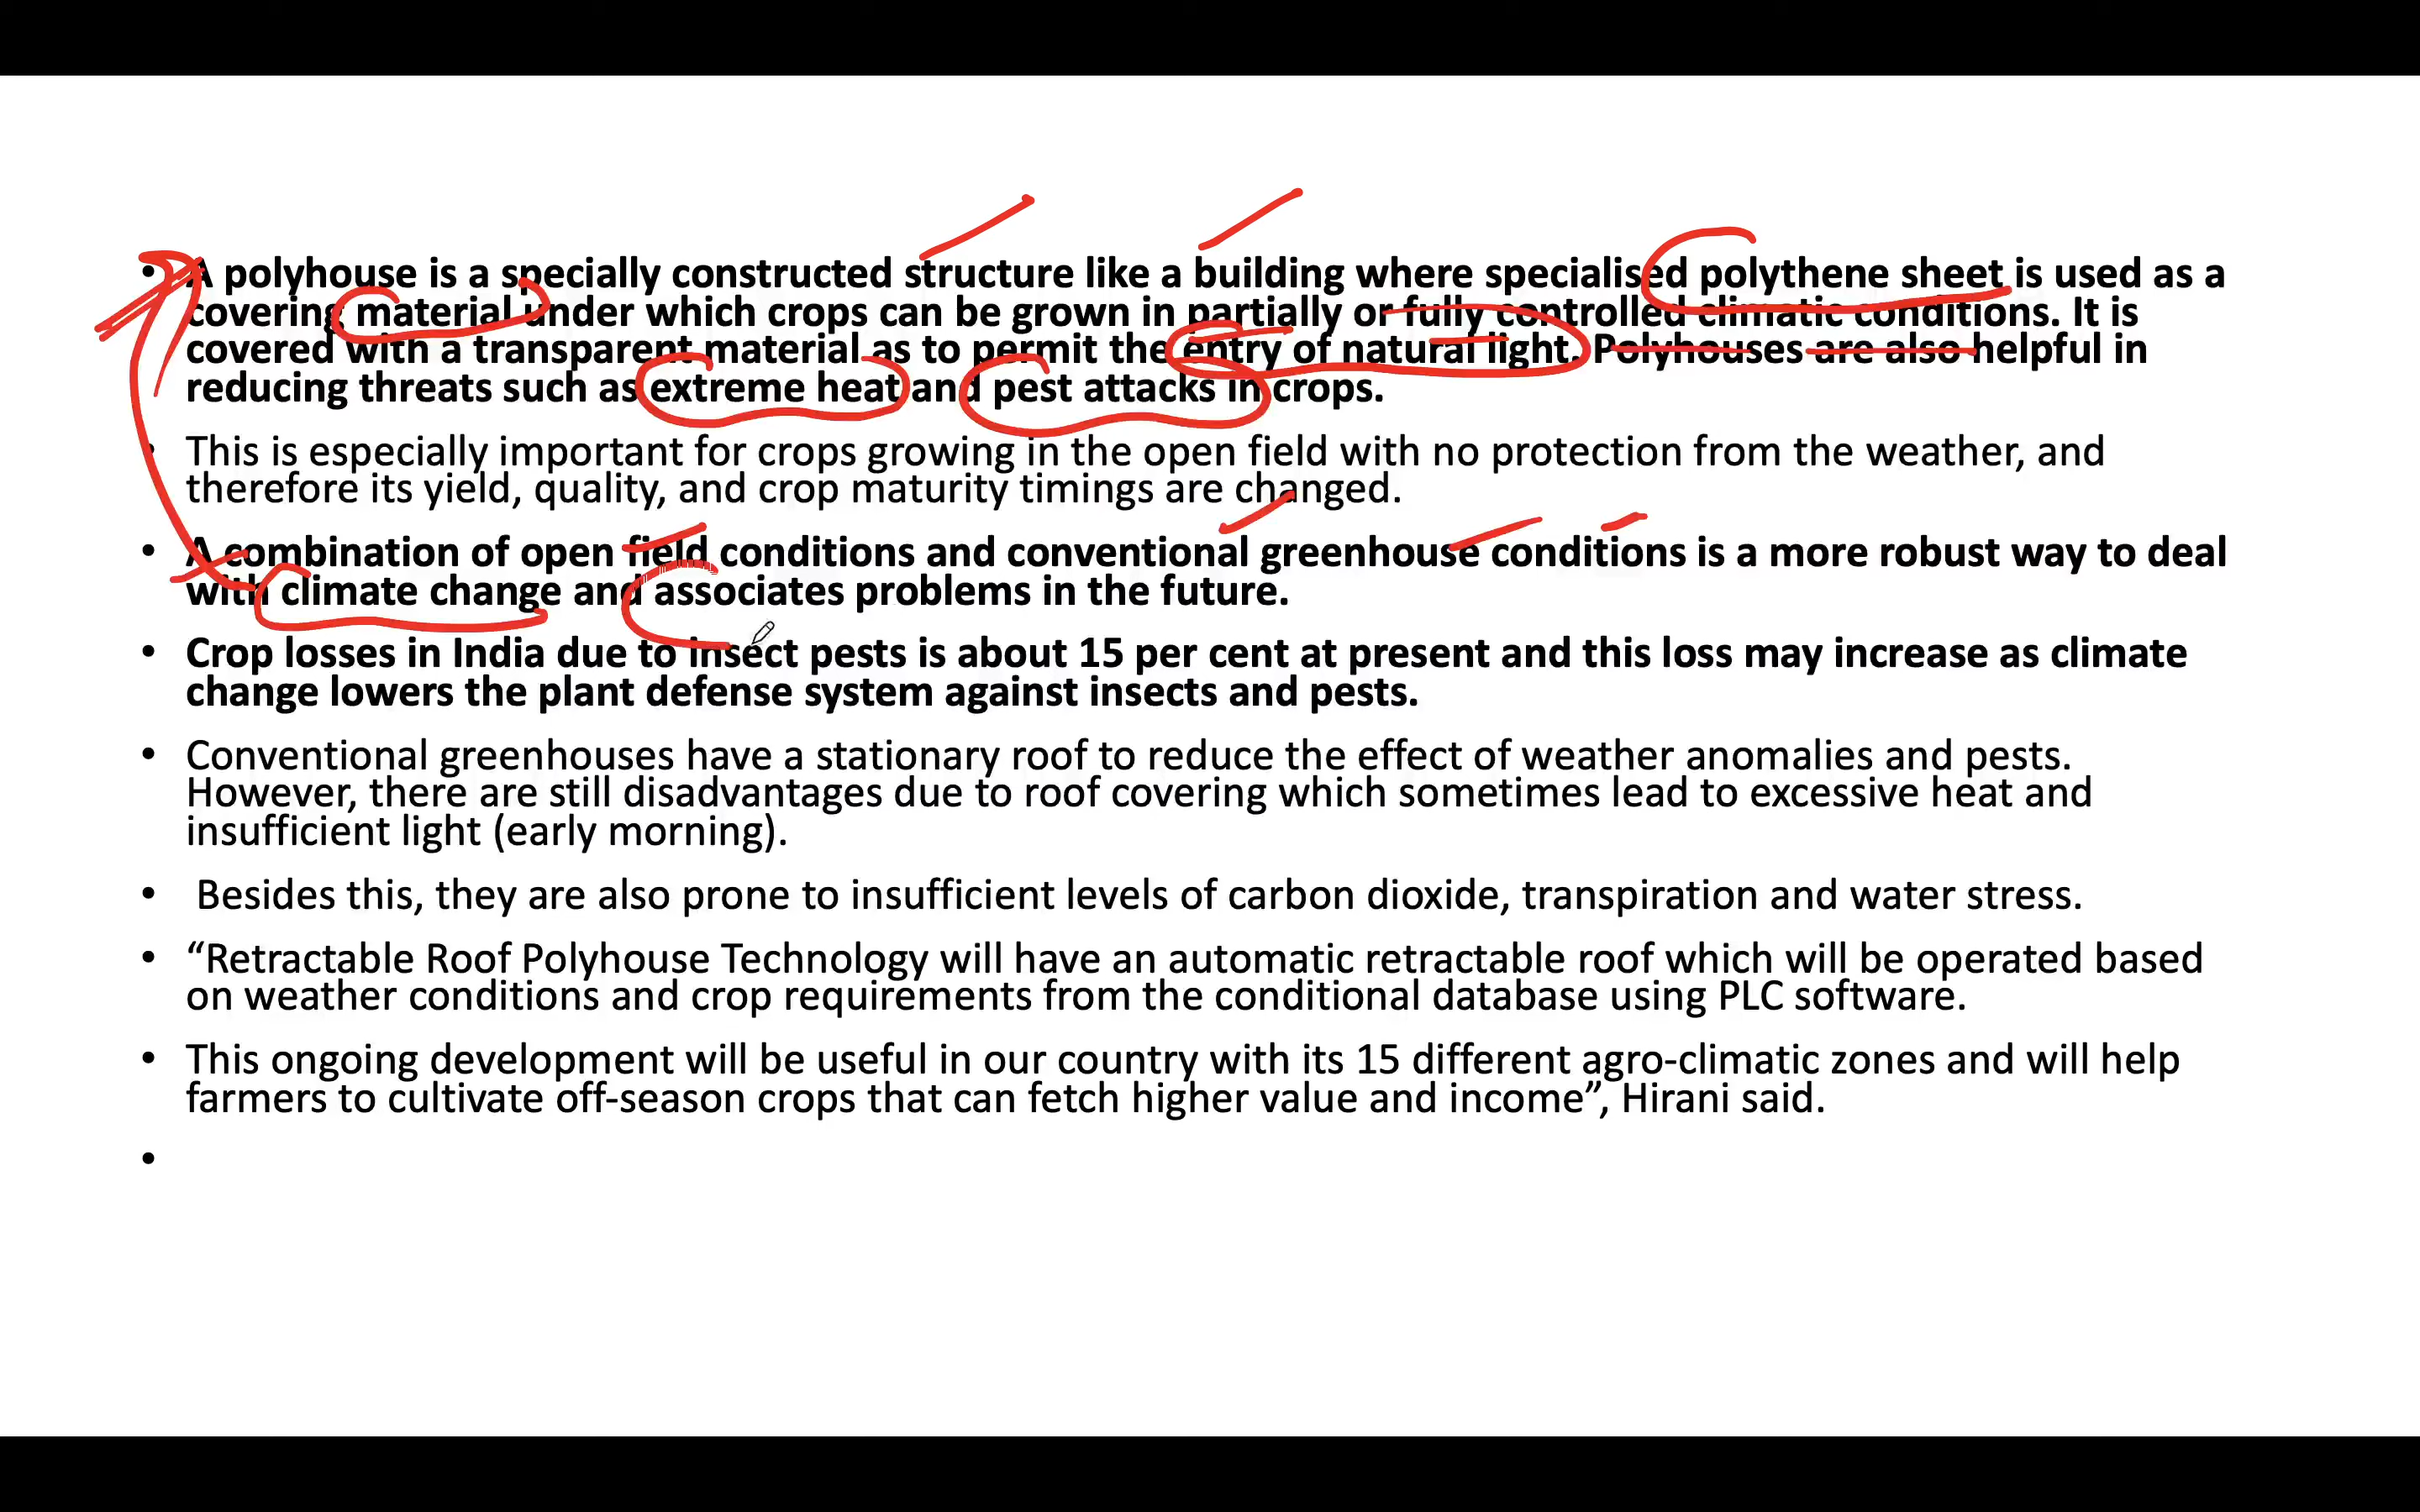 • A polyhouse is a specially constructed structure like a building where specialised polythene sheet is used as a
covering material under which crops can be grown in partially or fully controlled climatic conditions. It is
covered with a transparent material as to permit the entry of natural light. Polyhouses are also helpful in
reducing threats such as extreme heat and pest attacks in crops.
• This is especially important for crops growing in the open field with no protection from the weather, and
therefore its yield, quality, and crop maturity timings are changed.
• A combination of open field conditions and conventional greenhouse conditions is a more robust way to deal
with climate change and associates problems in the future.
• Crop losses in India due to insect pests is about 15 per cent at present and this loss may increase as climate
change lowers the plant defense system against insects and pests.
• Conventional greenhouses have a stationary roof to reduce the effect of weather anomalies and pests.
However, there are still disadvantages due to roof covering which sometimes lead to excessive heat and
insufficient light (early morning).
• Besides this, they are also prone to insufficient levels of carbon dioxide, transpiration and water stress.
• “Retractable Roof Polyhouse Technology will have an automatic retractable roof which will be operated based
on weather conditions and crop requirements from the conditional database using PLC software.
• This ongoing development will be useful in our country with its 15 different agro-climatic zones and will help
farmers to cultivate off-season crops that can fetch higher value and income”, Hirani said.
•